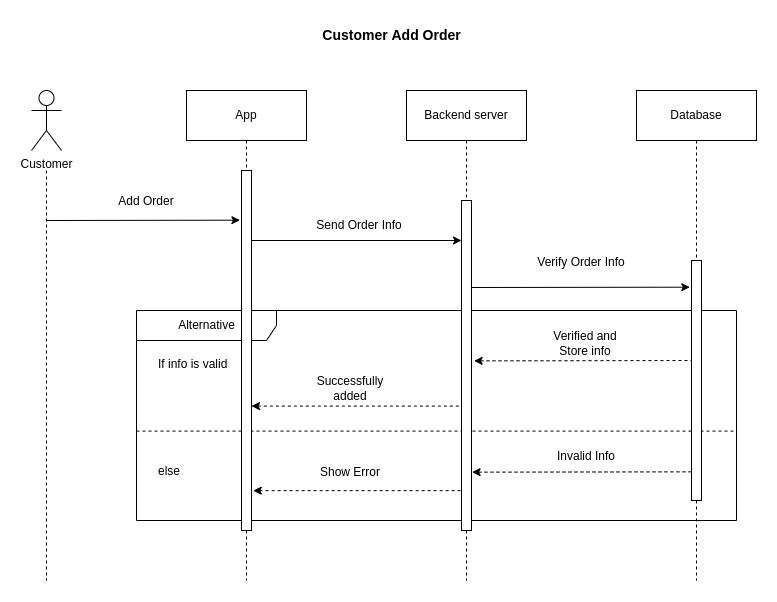 Customer Add Order
App
Backend server
Database
Customer
Add Order
Send Order Info
Verify Order Info
Alternative
Verified and
Store info
If info is valid
Successfully
added
Invalid Info
else
Show Error